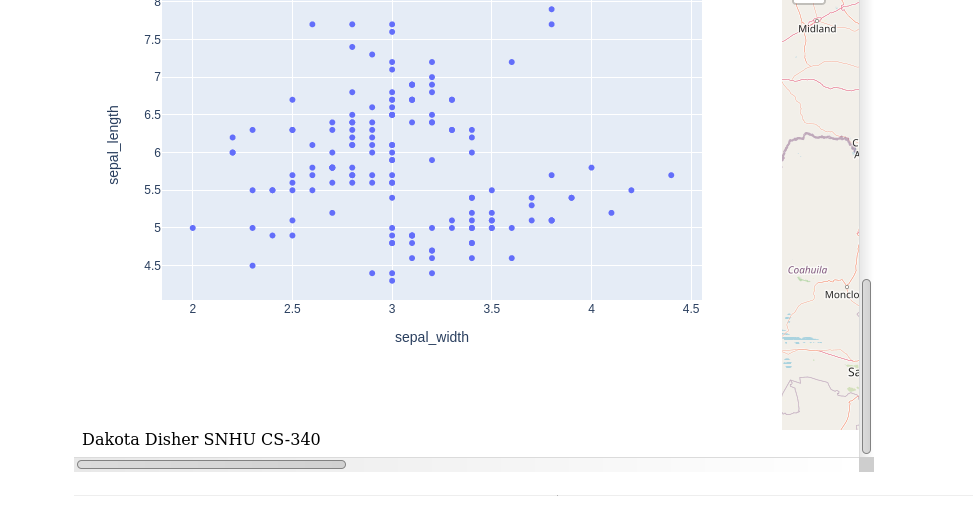 8
7.5
7
6.5
6
5.5
5
4.5
sepal_length
2 2.5 3 3.5 4 4.5
sepal_width
Midland
C
A
Coahuila
Monclo
Sa
Dakota Disher SNHU CS-340